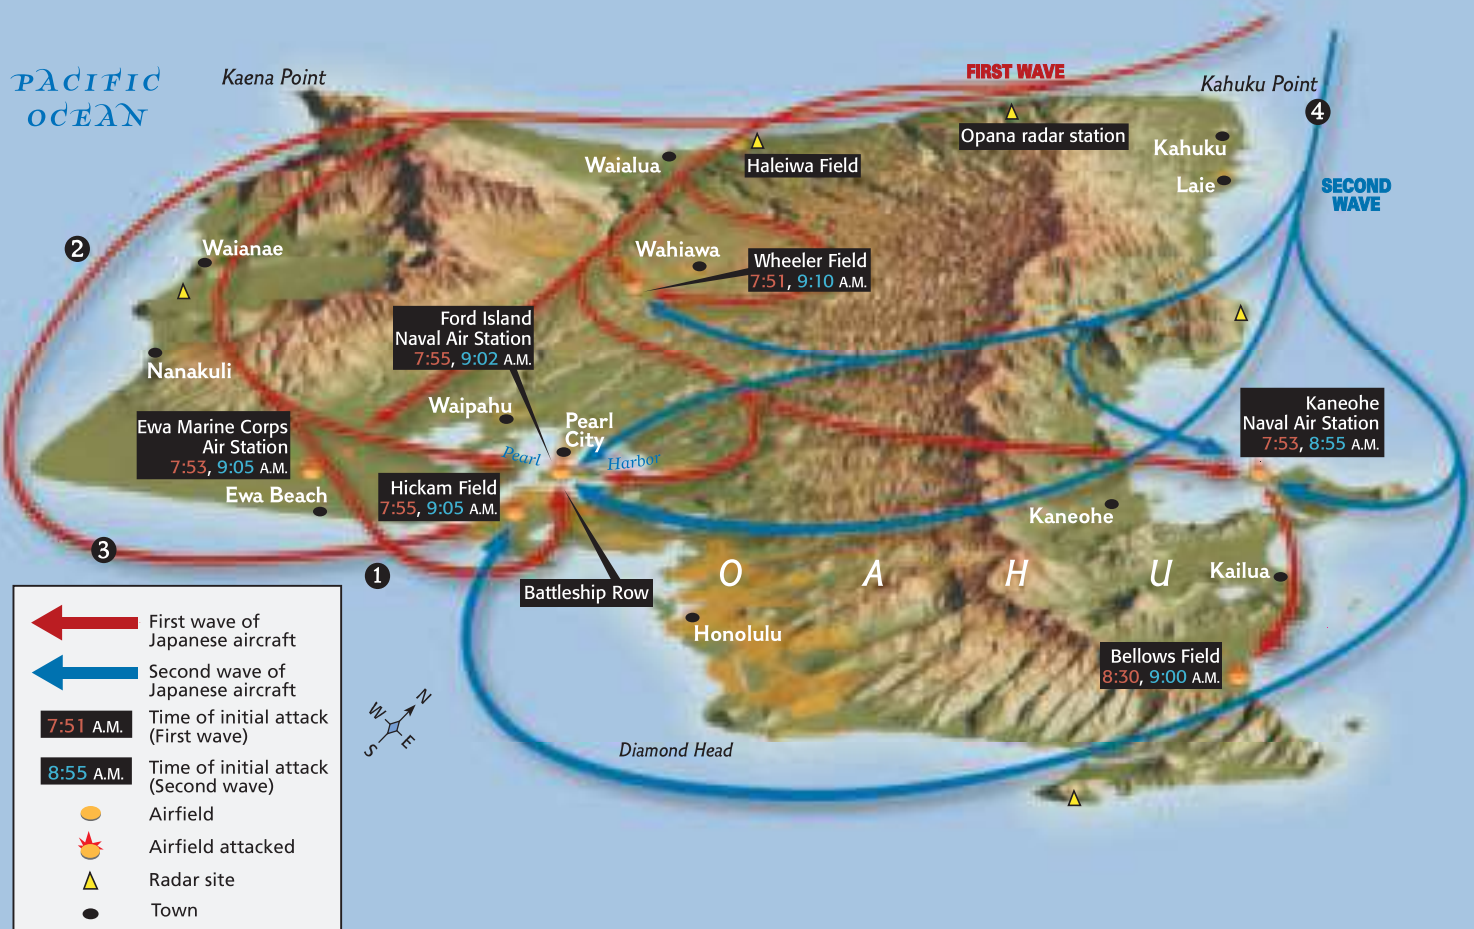 PACIFIC
OCEAN
Kaena Point
FIRST WAVE
Kahuku Point
4
Opana radar station
Kahuku
Waialua
Haleiwa Field
Laie
SECOND
WAVE
2
Waianae
Wahiawa
Wheeler Field
7:51, 9:10 A.M.
Ford Island
Naval Air Station
7:55, 9:02 A.M.
Nanakuli
Waipahu
Pearl
City
Kaneohe
Naval Air Station
7:53, 8:55 A.M.
Ewa Marine Corps
Air Station
7:53, 9:05 A.M.
Pearl Harbor
Ewa Beach
Hickam Field
7:55, 9:05 A.M.
Kaneohe
3
1
OAHU
Kailua
Battleship Row
Honolulu
Bellows Field
8:30, 9:00 A.M.
Diamond Head
N
W
E
S
First wave of
Japanese aircraft
Second wave of
Japanese aircraft
7:51 A.M. Time of initial attack
(First wave)
8:55 A.M. Time of initial attack
(Second wave)
Airfield
Airfield attacked
Radar site
Town